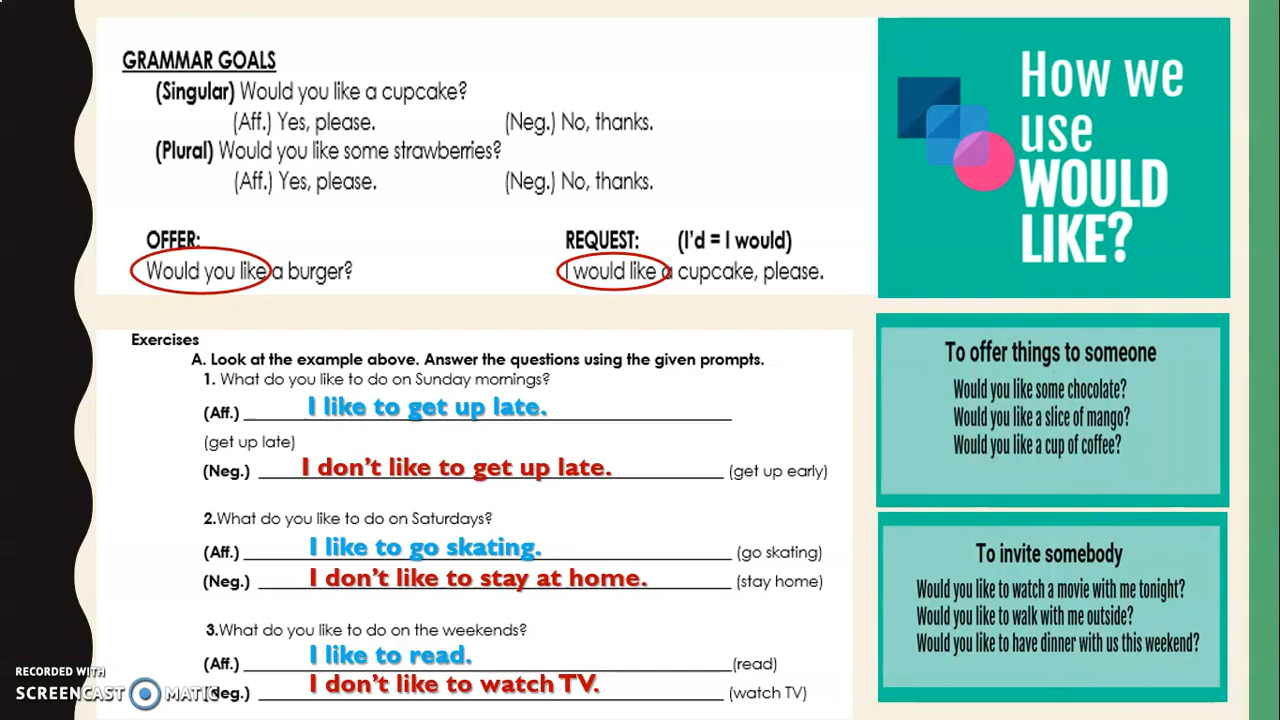 GRAMMAR GOALS
(Singular) Would you like a cupcake?
(Aff.) Yes, please. (Neg.) No, thanks.
(Plural) Would you like some strawberries?
(Aff.) Yes, please. (Neg.) No, thanks.
OFFER: REQUEST: (I'd = I would)
Would you like a burger? I would like a cupcake, please.
How we
use
WOULD
LIKE?
Exercises
A. Look at the example above. Answer the questions using the given prompts.
1. What do you like to do on Sunday mornings?
(Aff.) I like to get up late.
(get up late)
(Neg.) I don't like to get up late. (get up early)
2.What do you like to do on Saturdays?
(Aff.) I like to go skating. (go skating)
(Neg.) I don't like to stay at home. (stay home)
3.What do you like to do on the weekends?
(Aff.) I like to read. (read)
(Neg.) I don't like to watch TV. (watch TV)
To offer things to someone
Would you like some chocolate?
Would you like a slice of mango?
Would you like a cup of coffee?
To invite somebody
Would you like to watch a movie with me tonight?
Would you like to walk with me outside?
Would you like to have dinner with us this weekend?
RECORDED WITH
SCREENCAST MATIC